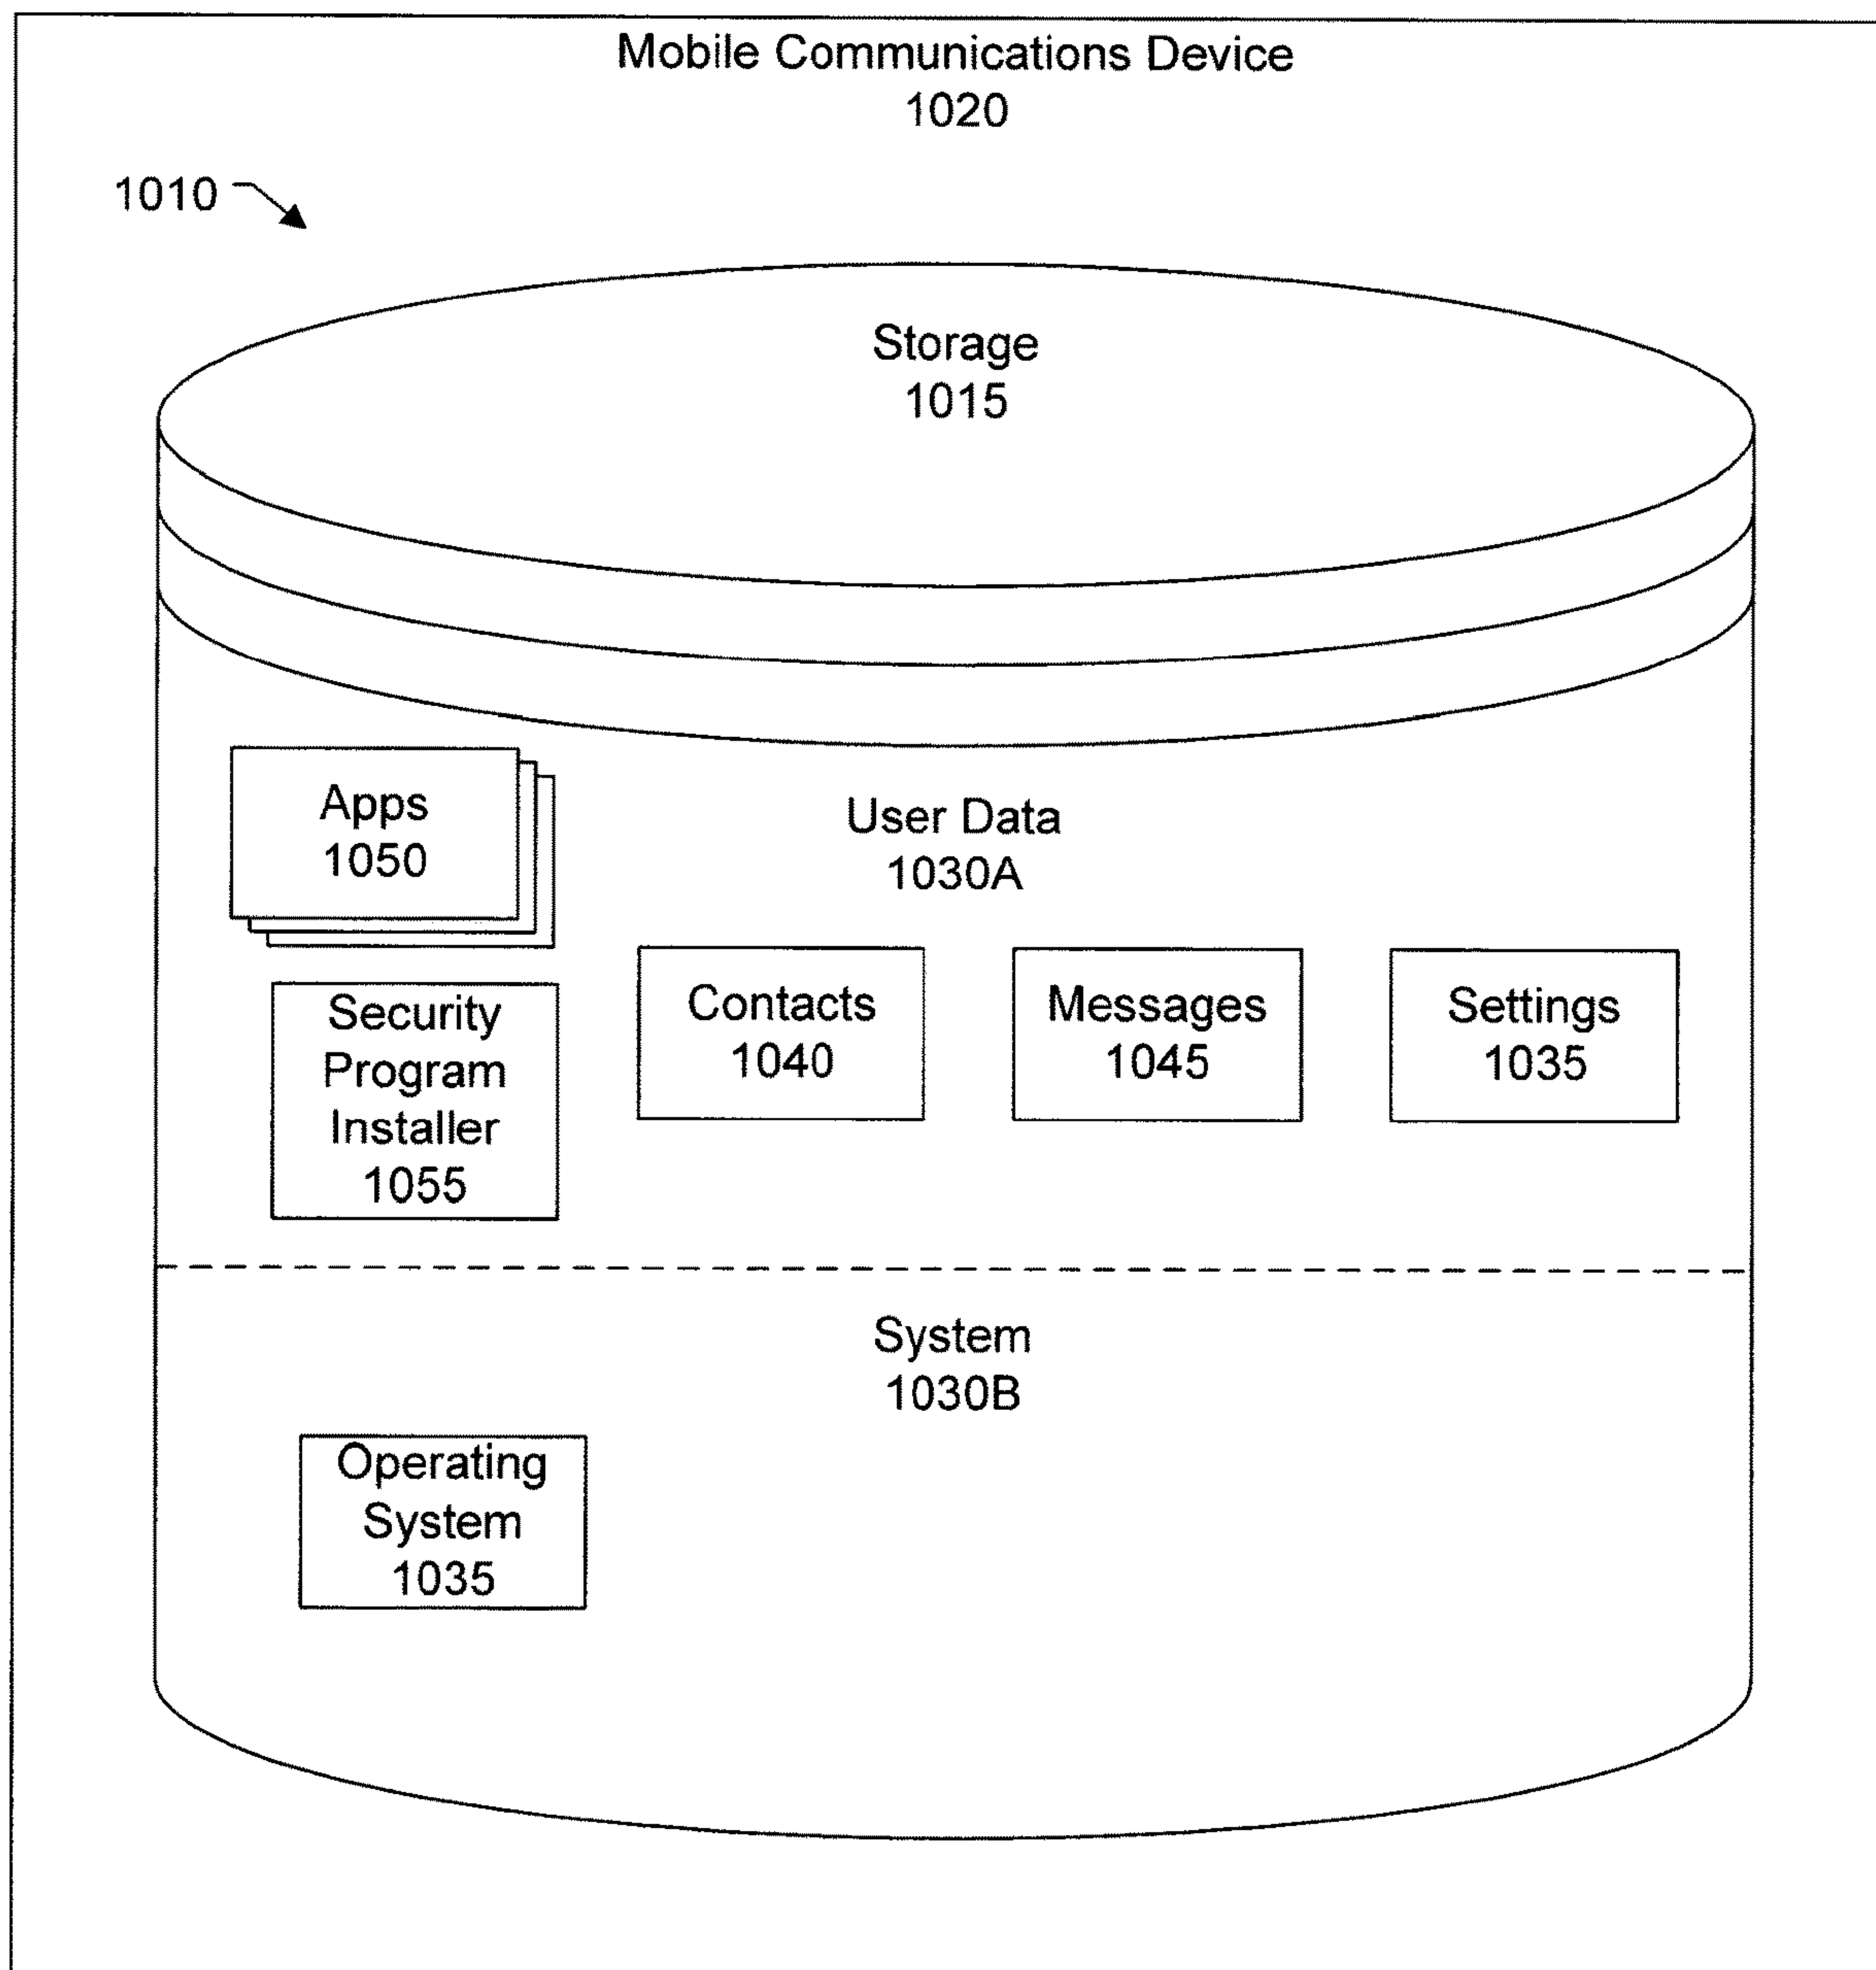 Mobile Communications Device
1020
1010
Storage
1015
Apps
1050
User Data
1030A
Security
Program
Installer
1055
Contacts
1040
Messages
1045
Settings
1035
System
1030B
Operating
System
1035